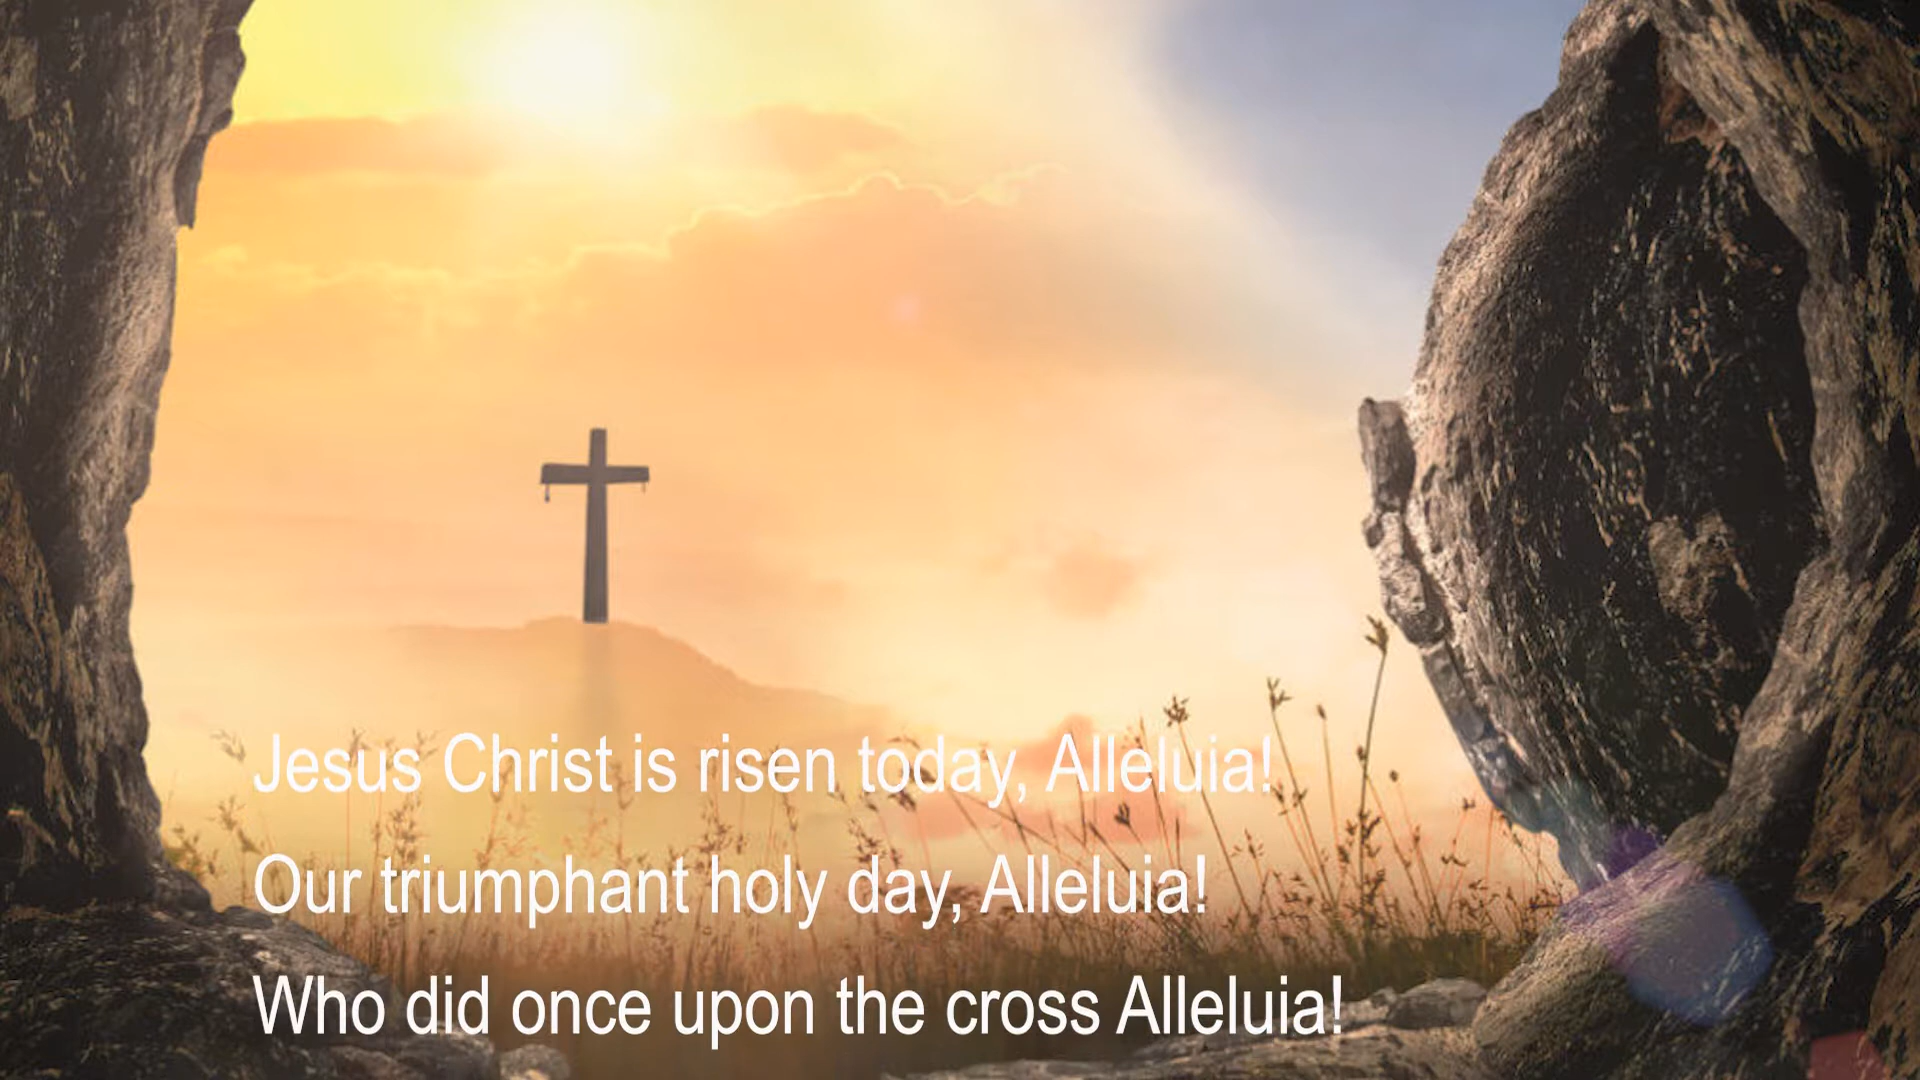 Jesus Christ is risen today, Alleluia!
Our triumphant holy day, Alleluia!
Who did once upon the cross Alleluia!